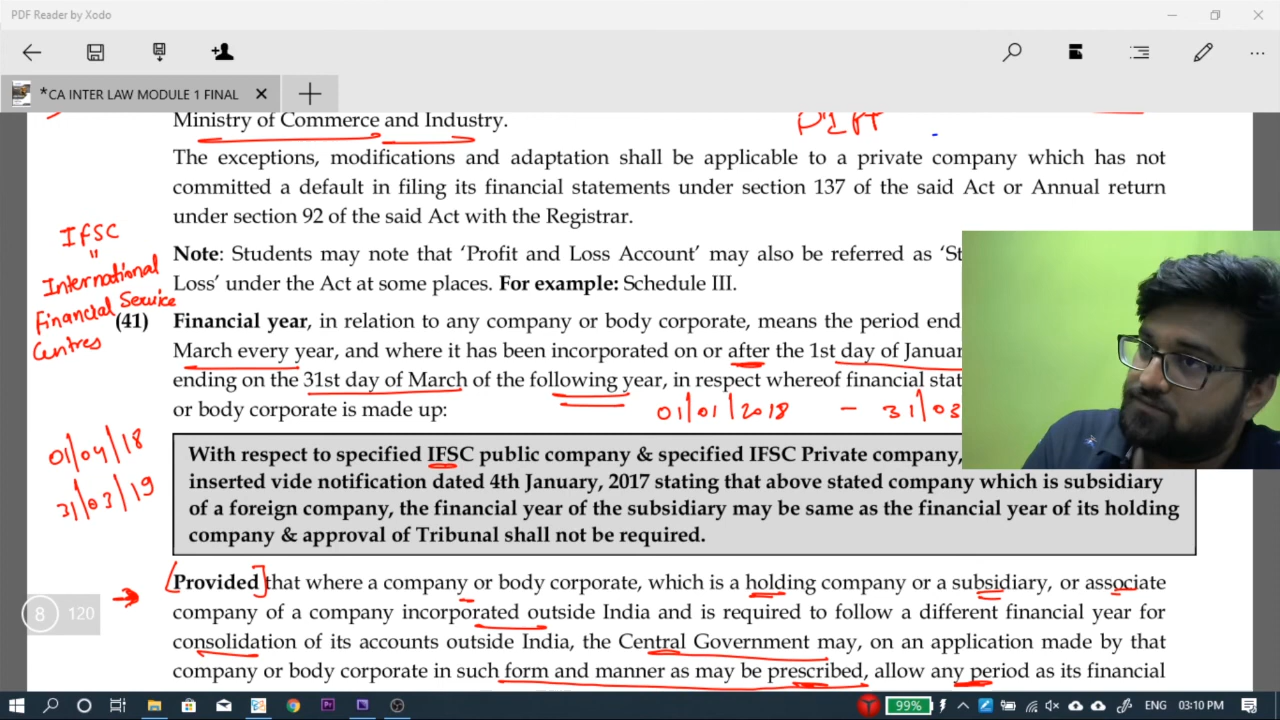 PDF Reader by Xodo
*CA INTER LAW MODULE 1 FINAL
Ministry of Commerce and Industry.
The exceptions, modifications and adaptation shall be applicable to a private company which has not
committed a default in filing its financial statements under section 137 of the said Act or Annual return
under section 92 of the said Act with the Registrar.
IFSC
"
International
Financial Service
Centres
Note: Students may note that ‘Profit and Loss Account’ may also be referred as ‘St
Loss’ under the Act at some places. For example: Schedule III.
(41) Financial year, in relation to any company or body corporate, means the period end
March every year, and where it has been incorporated on or after the 1st day of Januar
ending on the 31st day of March of the following year, in respect whereof financial stat
or body corporate is made up:
01/01/2018 – 31/03
01/04/18
31/03/19
With respect to specified IFSC public company & specified IFSC Private company,
inserted vide notification dated 4th January, 2017 stating that above stated company which is subsidiary
of a foreign company, the financial year of the subsidiary may be same as the financial year of its holding
company & approval of Tribunal shall not be required.
[Provided] that where a company or body corporate, which is a holding company or a subsidiary, or associate
company of a company incorporated outside India and is required to follow a different financial year for
consolidation of its accounts outside India, the Central Government may, on an application made by that
company or body corporate in such form and manner as may be prescribed, allow any period as its financial
8 120
99%
ENG 03:10 PM